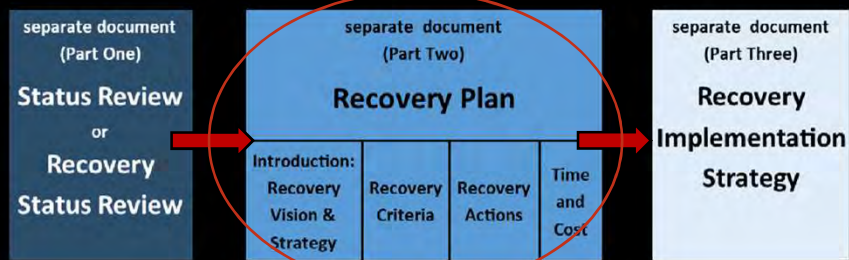 separate document
(Part One)
Status Review
or
Recovery
Status Review
separate document
(Part Two)
Recovery Plan
Introduction:
Recovery
Vision &
Strategy
Recovery
Criteria
Recovery
Actions
Time
and
Cost
separate document
(Part Three)
Recovery
Implementation
Strategy